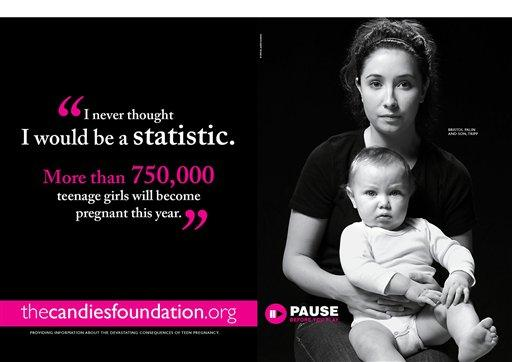 “I never thought
I would be a statistic.
More than 750,000
teenage girls will become
pregnant this year.”
thecandiesfoundation.org
PROVIDING INFORMATION ABOUT THE DEVASTATING CONSEQUENCES OF TEEN PREGNANCY.
BRISTOL PALIN
AND SON, TRIPP
PAUSE
BEFORE YOU PLAY